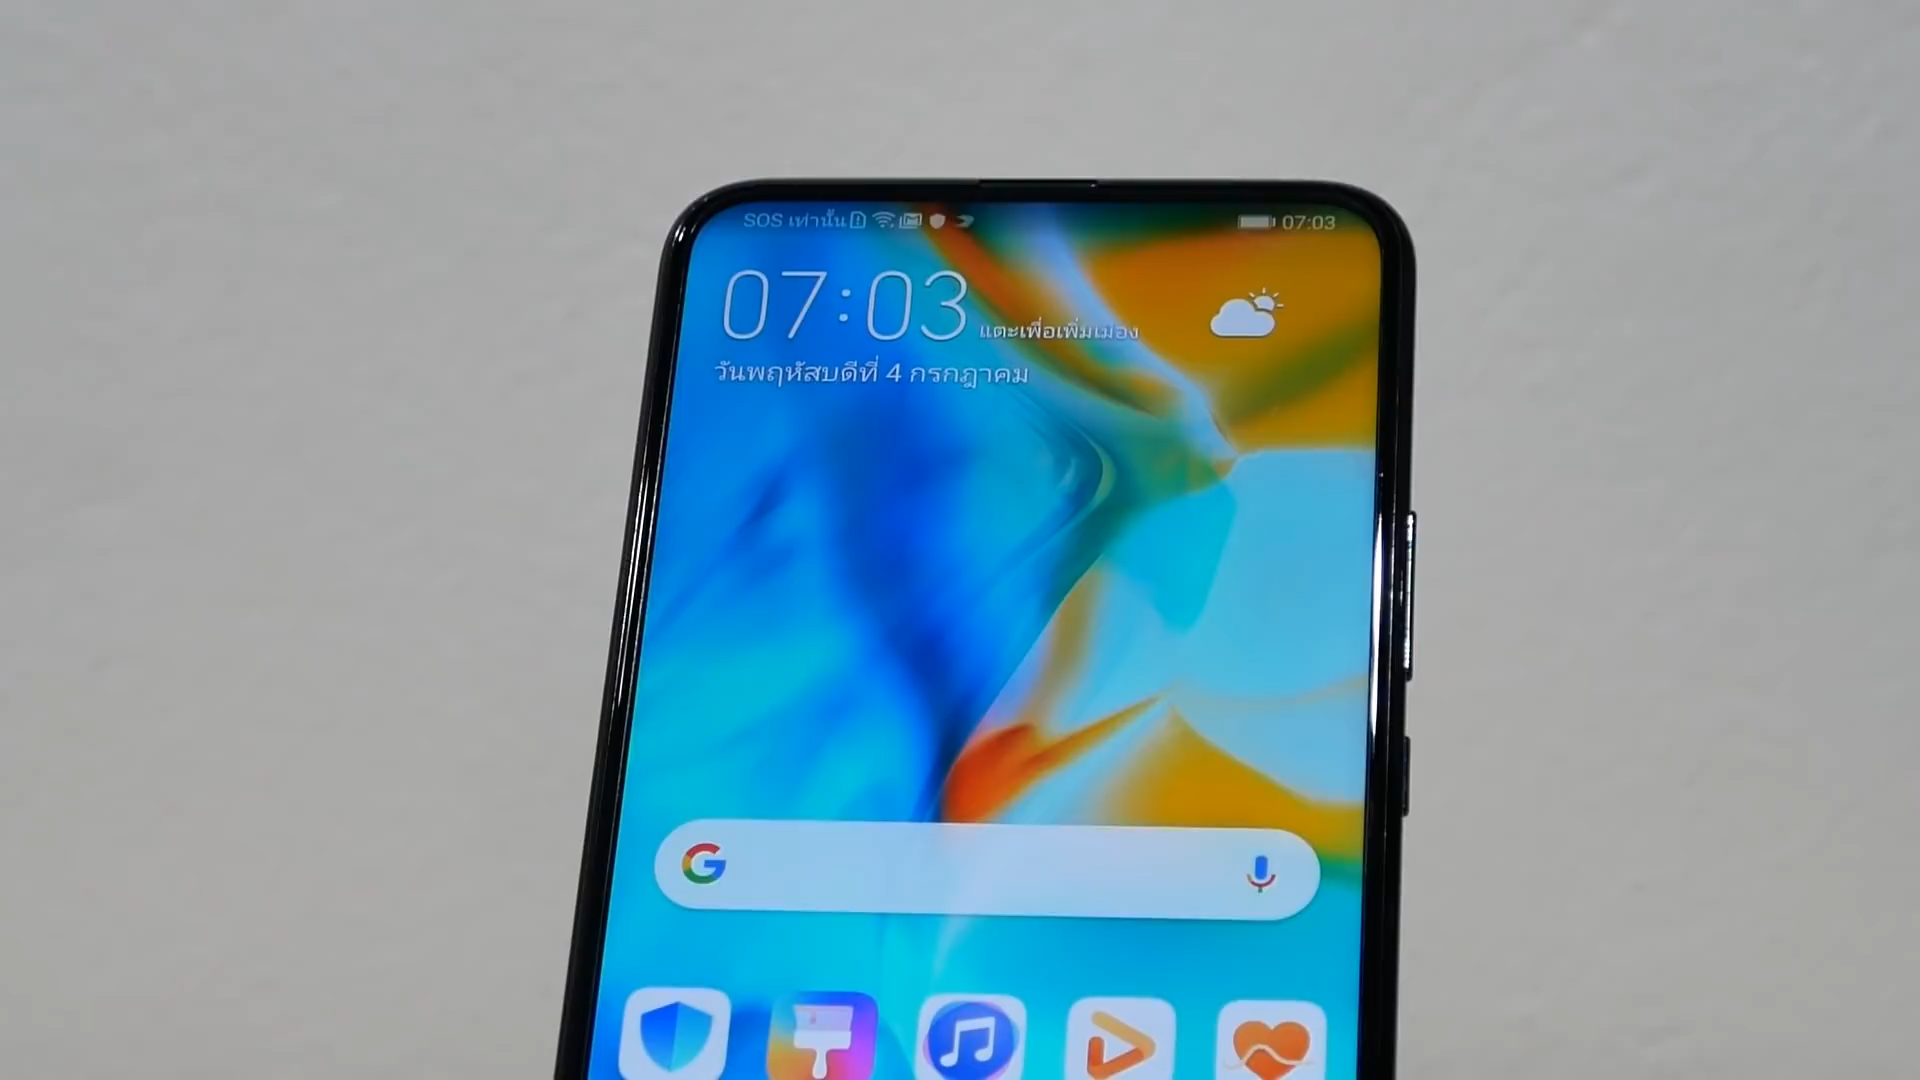 SOS เท่านั้น
07:03
07:03
แตะเพื่อเพิ่มเมือง
วันพฤหัสบดีที่ 4 กรกฎาคม
G